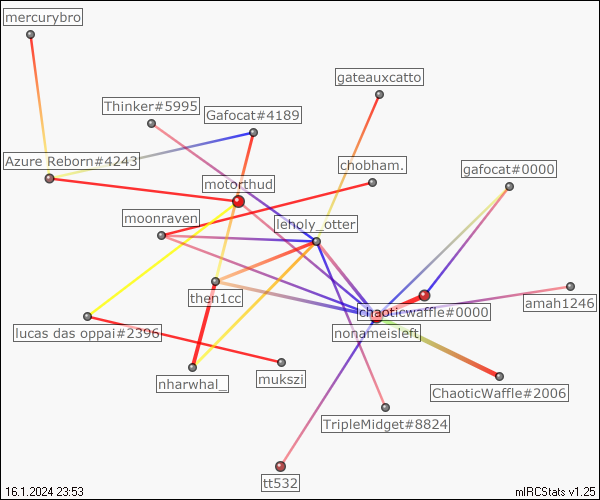 mercurybro
gateauxcatto
Thinker#5995
Gafocat#4189
Azure Reborn#4243
chobham.
gafocat#0000
motorthud
moonraven
leholy_otter
then1cc
chaoticwaffle#0000
amah1246
lucas das oppai#2396
nonameisleft
nharwhal_
mukszi
ChaoticWaffle#2006
TripleMidget#8824
tt532
16.1.2024 23:53
mIRCStats v1.25